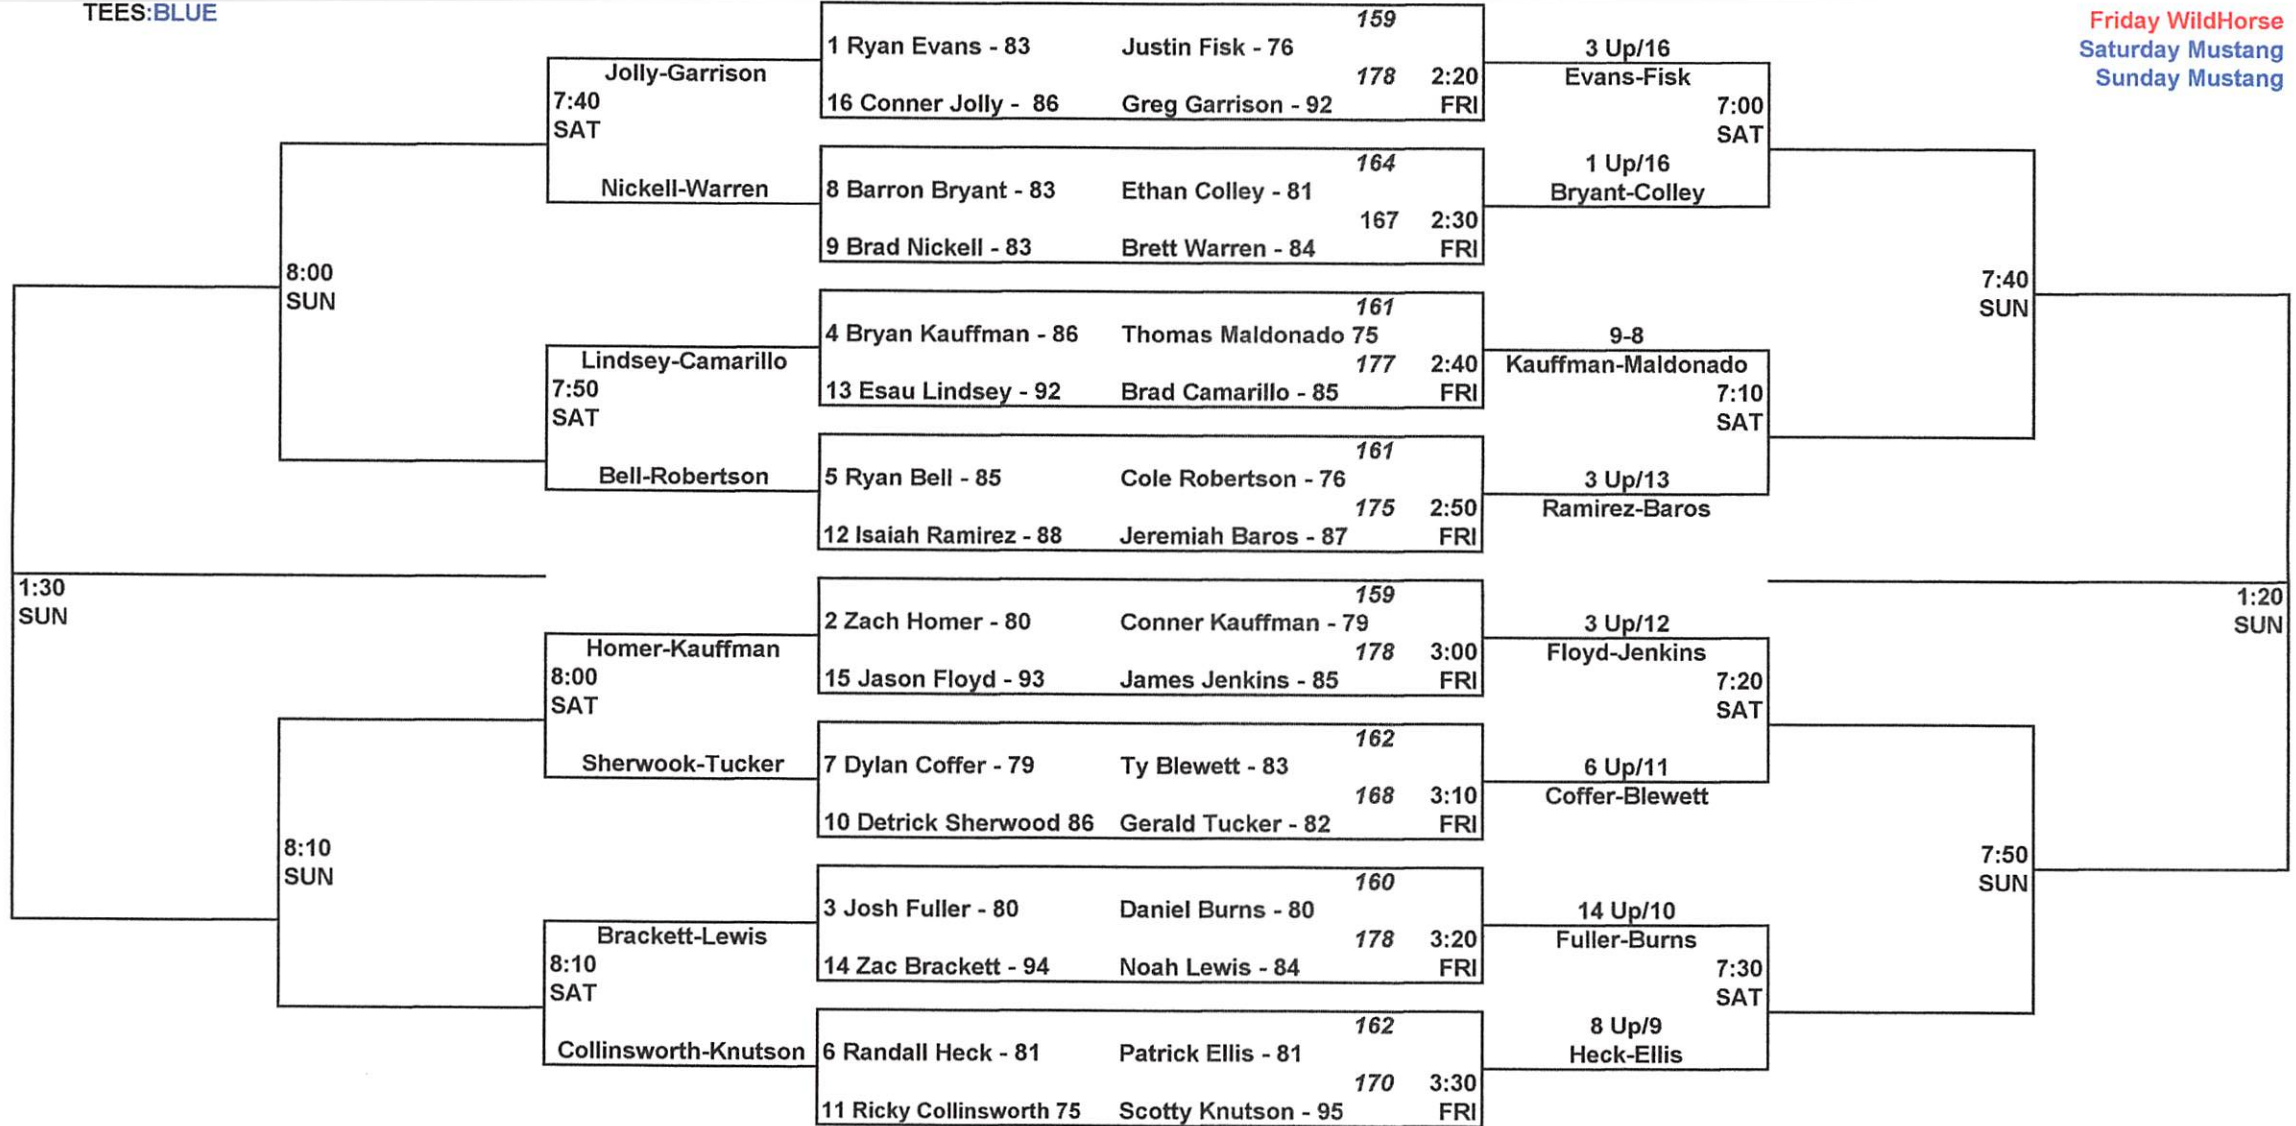 TEES:BLUE
Friday WildHorse
Saturday Mustang
Sunday Mustang
159
1 Ryan Evans - 83 Justin Fisk - 76
178 2:20
16 Conner Jolly - 86 Greg Garrison - 92 FRI
Jolly-Garrison
7:40
SAT
Nickell-Warren
3 Up/16
Evans-Fisk
7:00
SAT
1 Up/16
Bryant-Colley
164
8 Barron Bryant - 83 Ethan Colley - 81
167 2:30
9 Brad Nickell - 83 Brett Warren - 84 FRI
8:00
SUN
7:40
SUN
161
4 Bryan Kauffman - 86 Thomas Maldonado 75
177 2:40
13 Esau Lindsey - 92 Brad Camarillo - 85 FRI
Lindsey-Camarillo
7:50
SAT
Bell-Robertson
9-8
Kauffman-Maldonado
7:10
SAT
3 Up/13
Ramirez-Baros
161
5 Ryan Bell - 85 Cole Robertson - 76
175 2:50
12 Isaiah Ramirez - 88 Jeremiah Baros - 87 FRI
1:30
SUN
1:20
SUN
159
2 Zach Homer - 80 Conner Kauffman - 79
178 3:00
15 Jason Floyd - 93 James Jenkins - 85 FRI
Homer-Kauffman
8:00
SAT
Sherwook-Tucker
3 Up/12
Floyd-Jenkins
7:20
SAT
6 Up/11
Coffer-Blewett
162
7 Dylan Coffer - 79 Ty Blewett - 83
168 3:10
10 Detrick Sherwood 86 Gerald Tucker - 82 FRI
8:10
SUN
7:50
SUN
160
3 Josh Fuller - 80 Daniel Burns - 80
178 3:20
14 Zac Brackett - 94 Noah Lewis - 84 FRI
Brackett-Lewis
8:10
SAT
Collinsworth-Knutson
14 Up/10
Fuller-Burns
7:30
SAT
8 Up/9
Heck-Ellis
162
6 Randall Heck - 81 Patrick Ellis - 81
170 3:30
11 Ricky Collinsworth 75 Scotty Knutson - 95 FRI